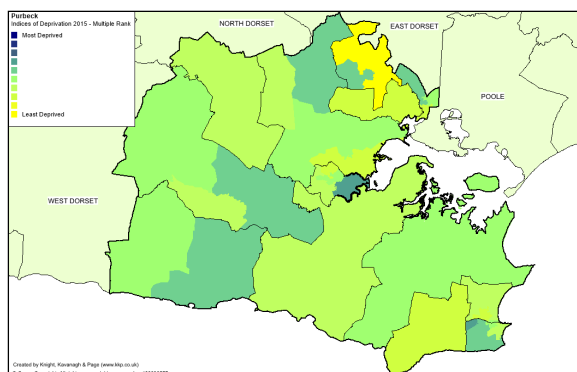 Purbeck
Indices of Deprivation 2015 - Multiple Rank
Most Deprived
Least Deprived
NORTH DORSET
EAST DORSET
POOLE
WEST DORSET
Created by Knight, Kavanagh & Page (www.kkp.co.uk)